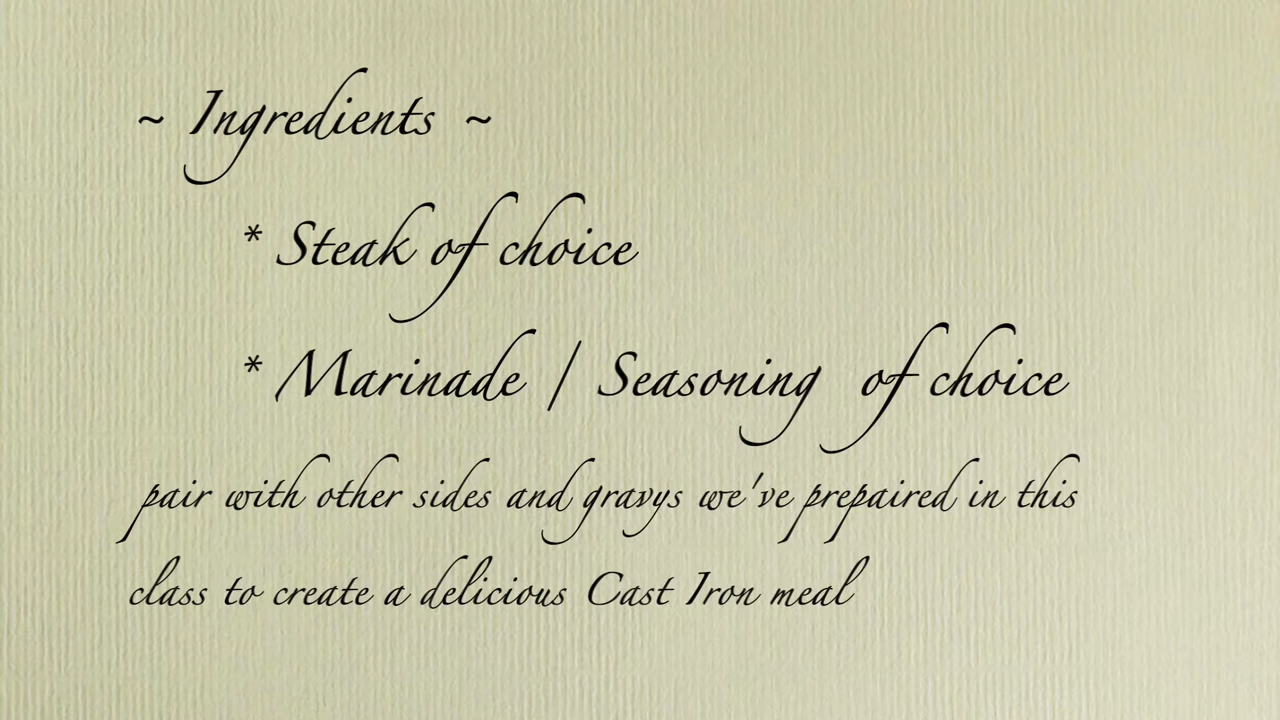 ~ Ingredients ~
* Steak of choice
* Marinade / Seasoning of choice
pair with other sides and gravys we've prepaired in this
class to create a delicious Cast Iron meal